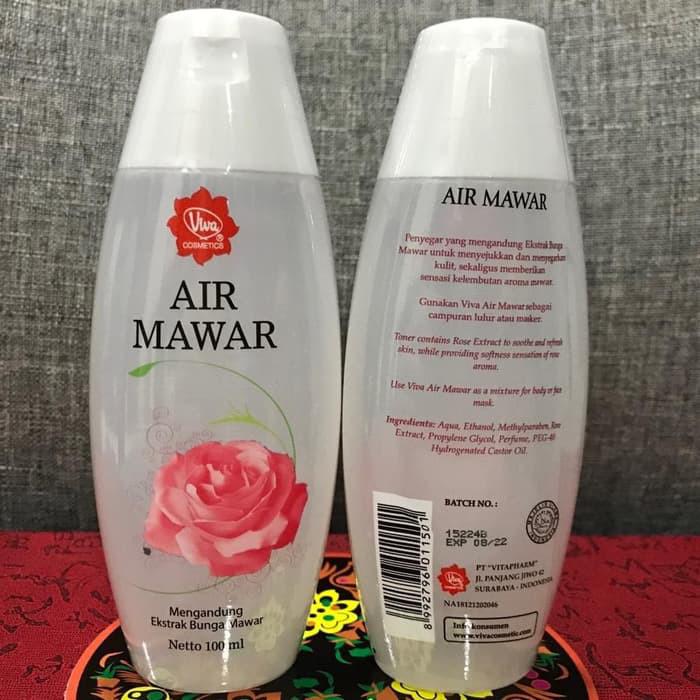 Viva
COSMETICS
AIR
MAWAR
Mengandung
Ekstrak Bunga Mawar
Netto 100 ml
AIR MAWAR
Penyegar yang mengandung Ekstrak Bunga
Mawar untuk menyejukkan dan menyegarkan
kulit, sekaligus memberikan
sensasi kelembutan aroma mawar.
Gunakan Viva Air Mawar sebagai
campuran lulur atau masker.
Toner contains Rose Extract to soothe and refresh
skin, while providing softness sensation of rose
aroma.
Use Viva Air Mawar as a mixture for body or face
mask.
Ingredients: Aqua, Ethanol, Methylparaben, Rose
Extract, Propylene Glycol, Perfume, PEG-40
Hydrogenated Castor Oil.
BATCH NO. :
15224B
EXP 08/22
8992796011501
Viva
PT "VITAPHARM"
JL. PANJANG JIWO 42
SURABAYA - INDONESIA
NA18121202046
Info konsumen
www.vivacosmetic.com